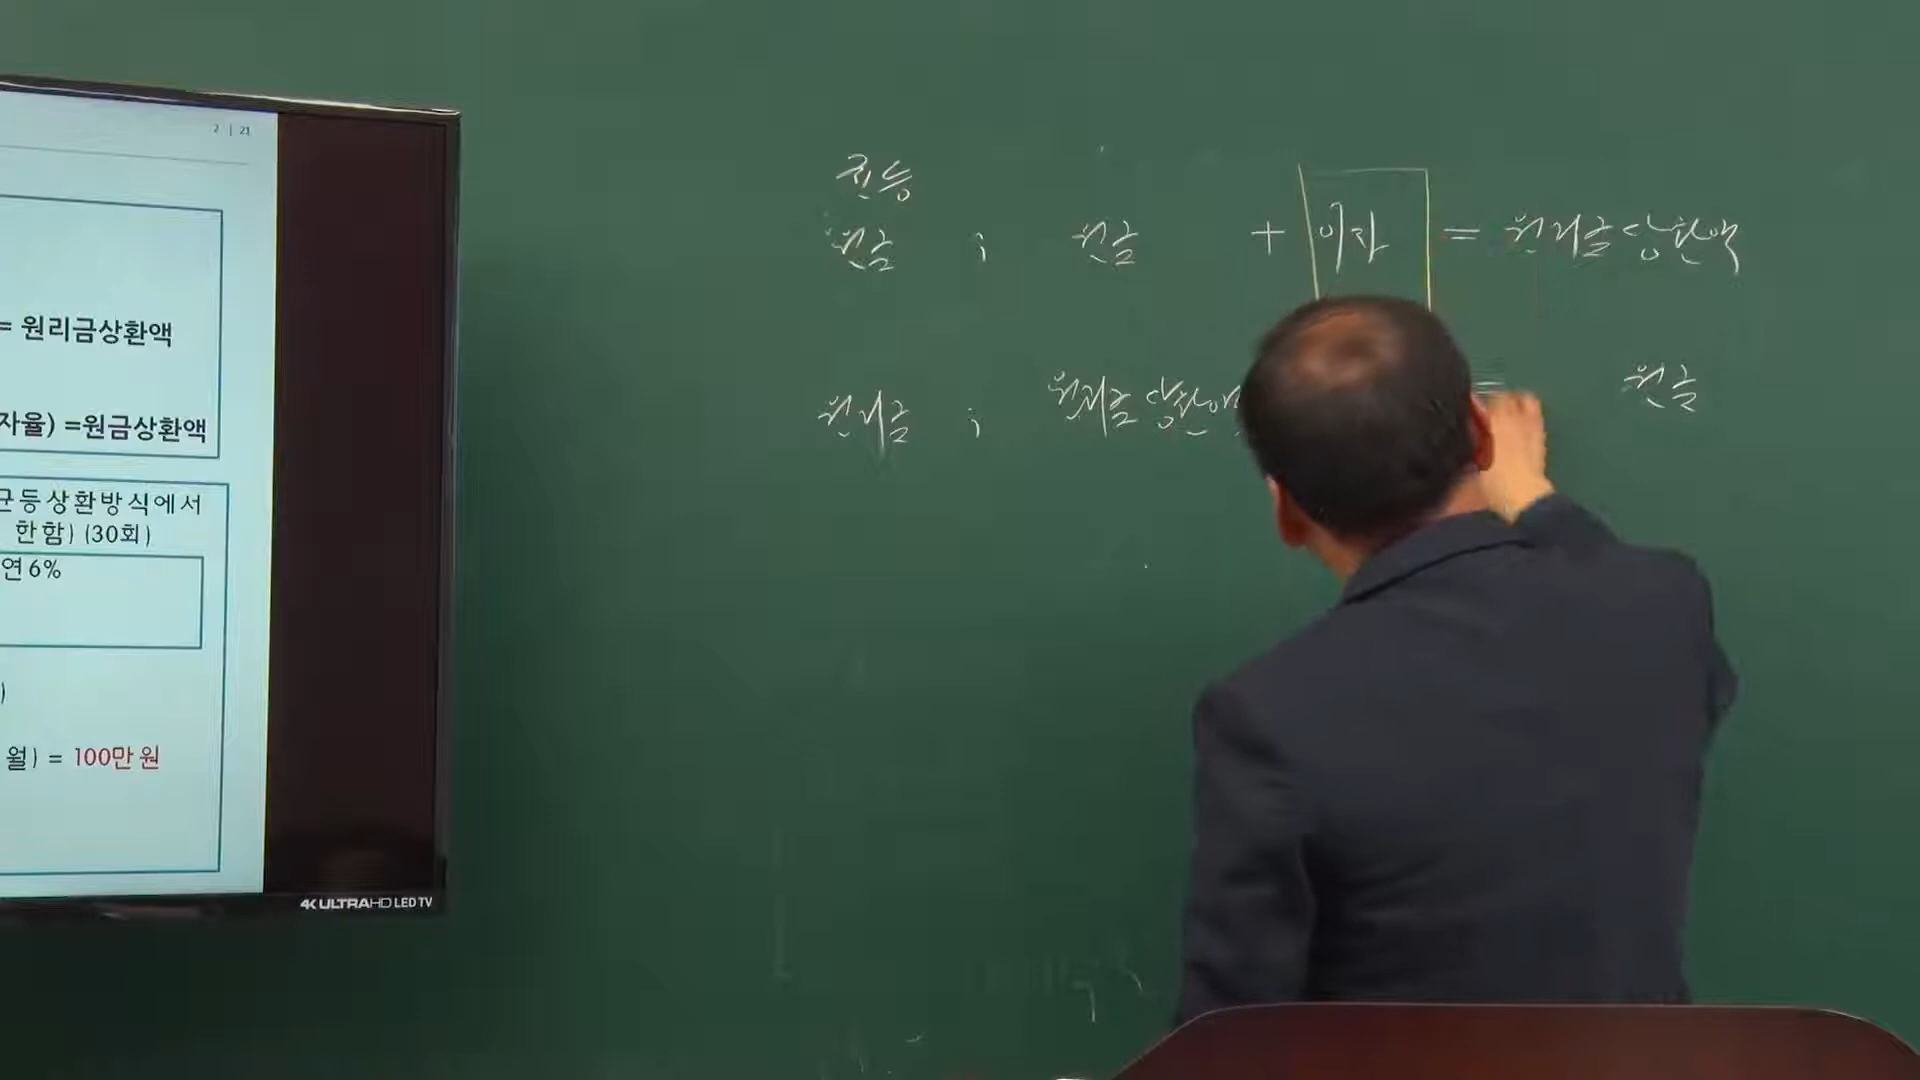 2 | 21
= 원리금상환액
자율) =원금상환액
균등상환방식에서
한함) (30회)
연 6%
)
월) = 100만 원
4K ULTRA HD LED TV
균등
원금 ; 원금 + 이자 = 원리금상환액
원리금 ; 원리금상환액 = 원금